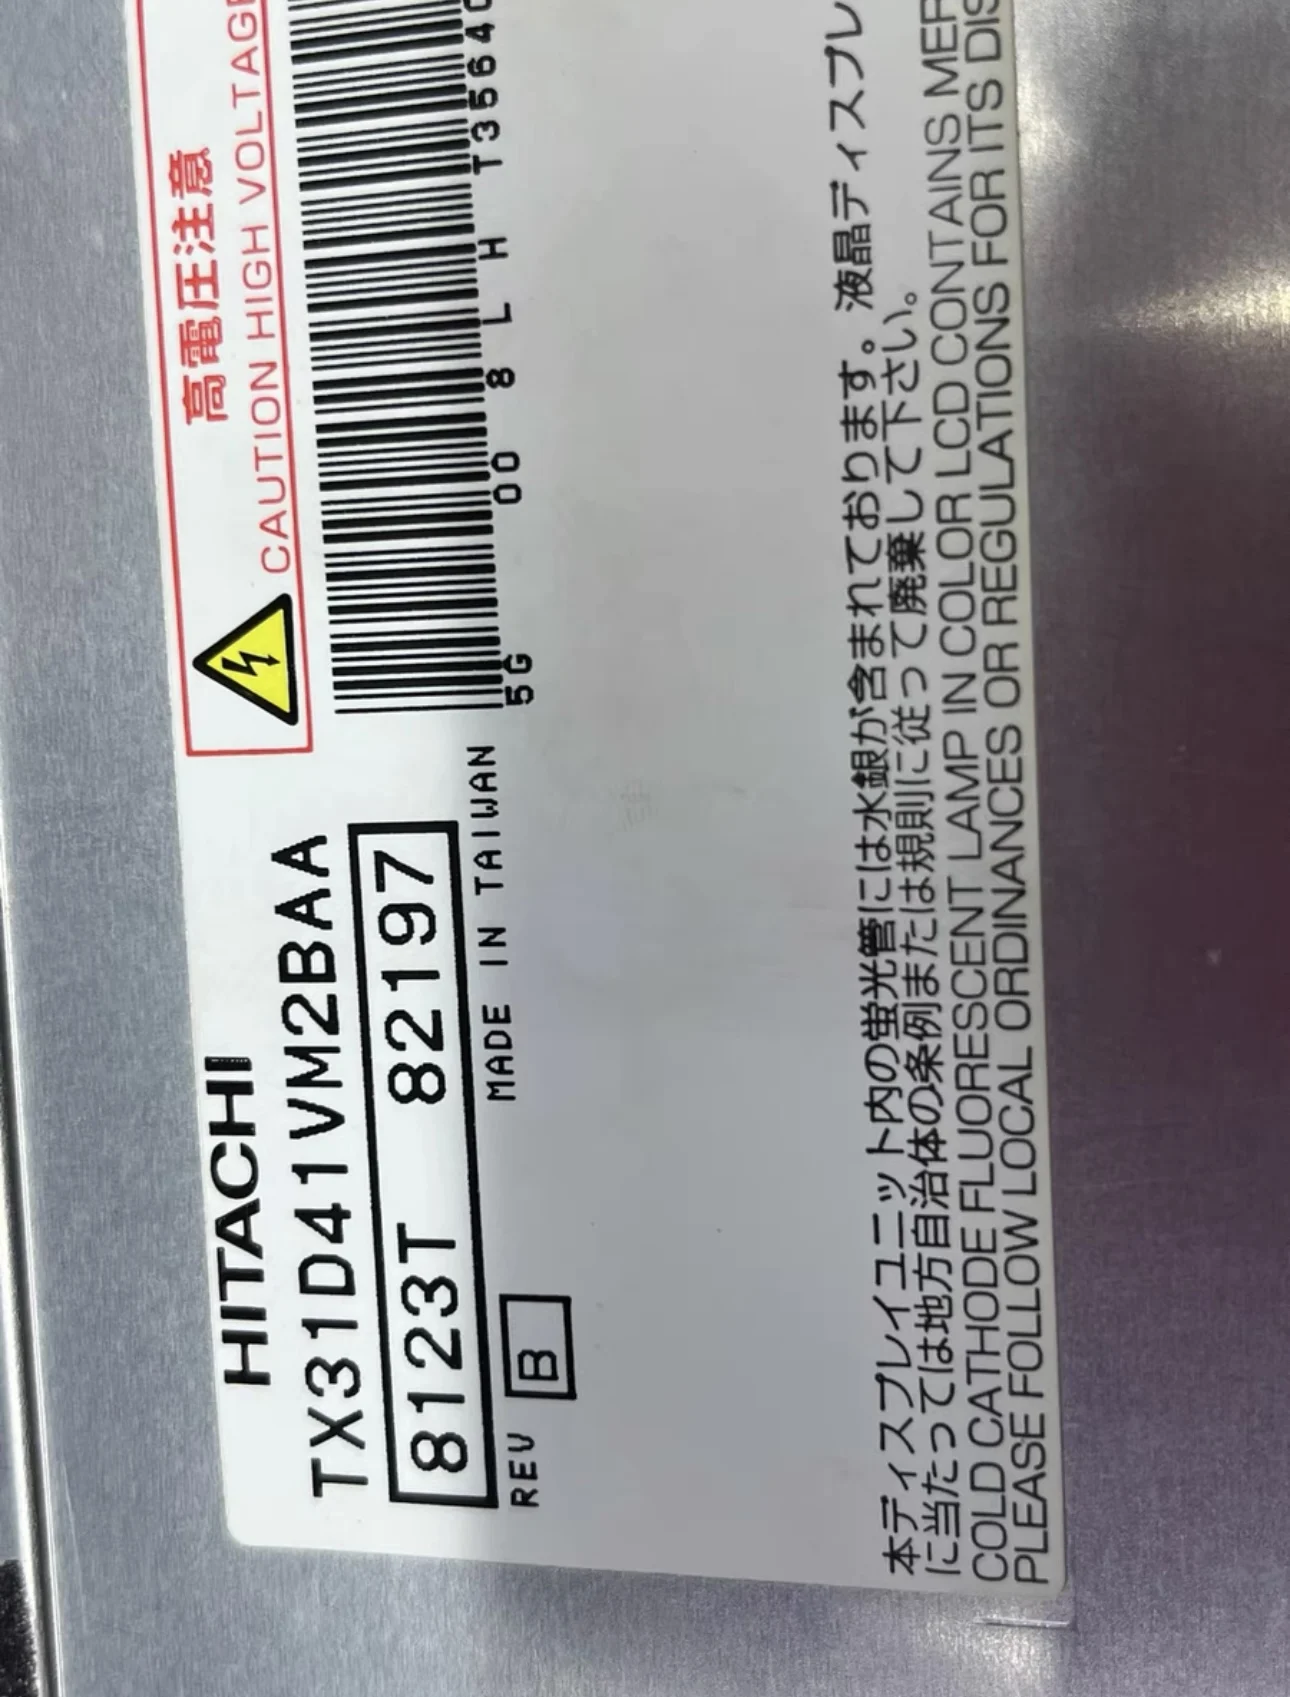 HITACHI
TX31D41VM2BAA
8123T 82197
REV B
MADE IN TAIWAN
高電圧注意
CAUTION HIGH VOLTAGE
5G 00 8 L H T3564
本ディスプレイユニット内の蛍光管には水銀が含まれております。液晶ディスプレ
に当たっては地方自治体の条例または規則に従って廃棄して下さい。
COLD CATHODE FLUORESCENT LAMP IN COLOR LCD CONTAINS MER
PLEASE FOLLOW LOCAL ORDINANCES OR REGULATIONS FOR ITS DIS